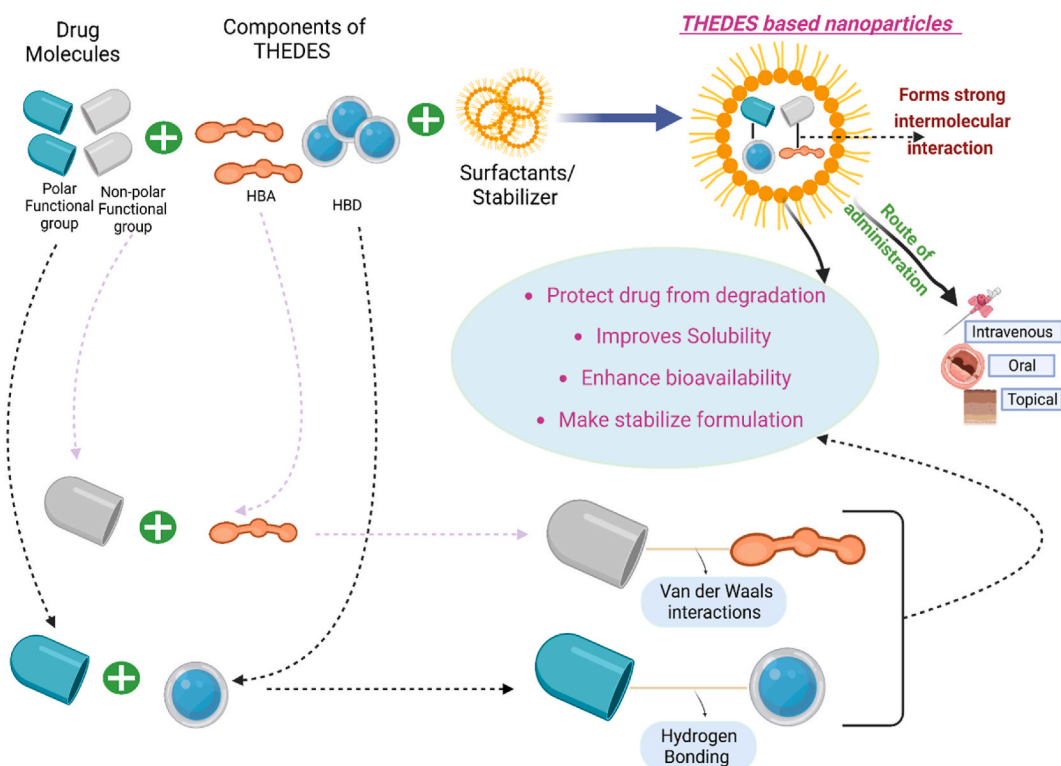 Drug
Molecules
Components of
THEDES
THEDES based nanoparticles
Forms strong
intermolecular
interaction
Polar
Functional
group
Non-polar
Functional
group
HBA
HBD
Surfactants/
Stabilizer
Route of
administration
• Protect drug from degradation
• Improves Solubility
• Enhance bioavailability
• Make stabilize formulation
Intravenous
Oral
Topical
Van der Waals
interactions
Hydrogen
Bonding